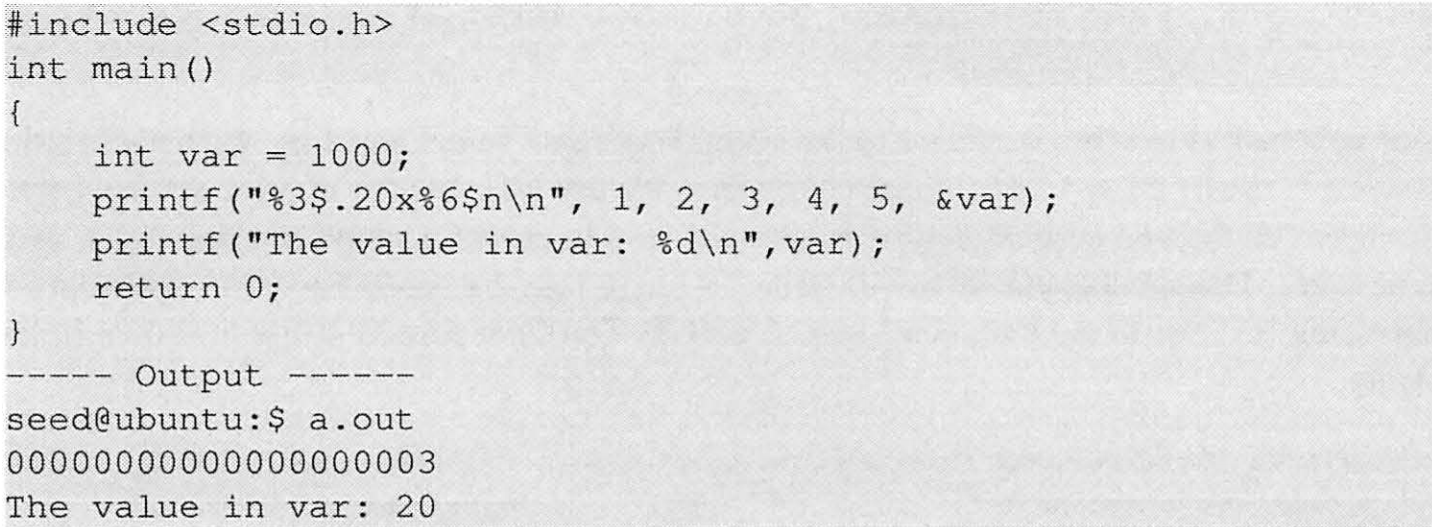 #include <stdio.h>
int main()
{
   int var = 1000;
   printf("%3$.20x%6$n\n", 1, 2, 3, 4, 5, &var);
   printf("The value in var: %d\n",var);
   return 0;
}
----- Output ------
seed@ubuntu:$ a.out
00000000000000000003
The value in var: 20